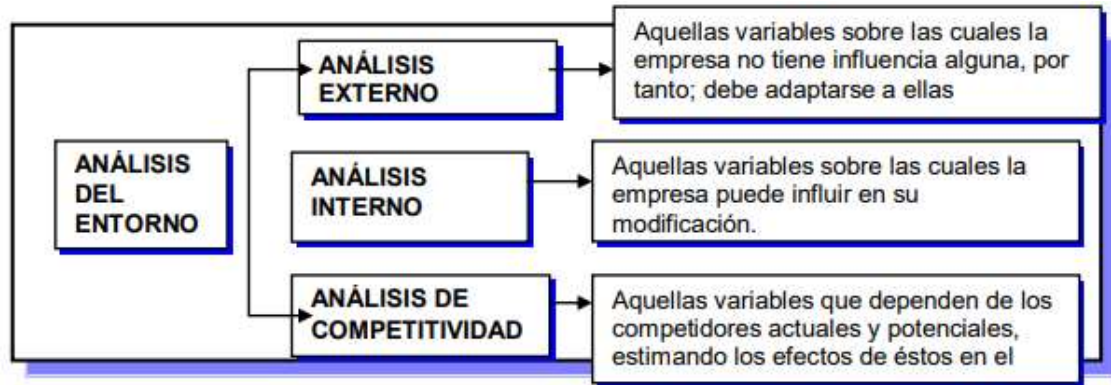 ANÁLISIS
DEL
ENTORNO
ANÁLISIS
EXTERNO
Aquellas variables sobre las cuales la
empresa no tiene influencia alguna, por
tanto; debe adaptarse a ellas
ANÁLISIS
INTERNO
Aquellas variables sobre las cuales la
empresa puede influir en su
modificación.
ANÁLISIS DE
COMPETITIVIDAD
Aquellas variables que dependen de los
competidores actuales y potenciales,
estimando los efectos de éstos en el